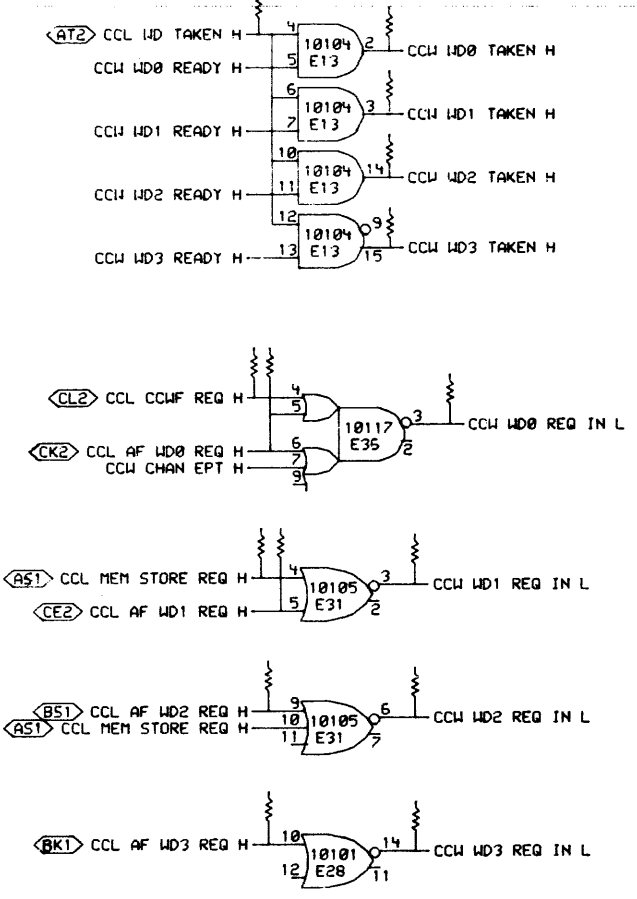 AT2 CCL WD TAKEN H 4 10104 E13 2 CCW WD0 TAKEN H
CCW WD0 READY H 5
6 10104 E13 3 CCW WD1 TAKEN H
CCW WD1 READY H 7
10 10104 E13 14 CCW WD2 TAKEN H
CCW WD2 READY H 11
12 10104 E13 9 15 CCW WD3 TAKEN H
CCW WD3 READY H 13
CL2 CCL CCWF REQ H 4
5
10117 E35 3 2 CCW WD0 REQ IN L
CK2 CCL AF WD0 REQ H 6
CCW CHAN EPT H 7
9
AS1 CCL MEM STORE REQ H 4 10105 E31 3 2 CCW WD1 REQ IN L
CE2 CCL AF WD1 REQ H 5
BS1 CCL AF WD2 REQ H 9 10105 E31 6 7 CCW WD2 REQ IN L
AS1 CCL MEM STORE REQ H 10
11
BK1 CCL AF WD3 REQ H 10 10101 E28 14 11 CCW WD3 REQ IN L
12